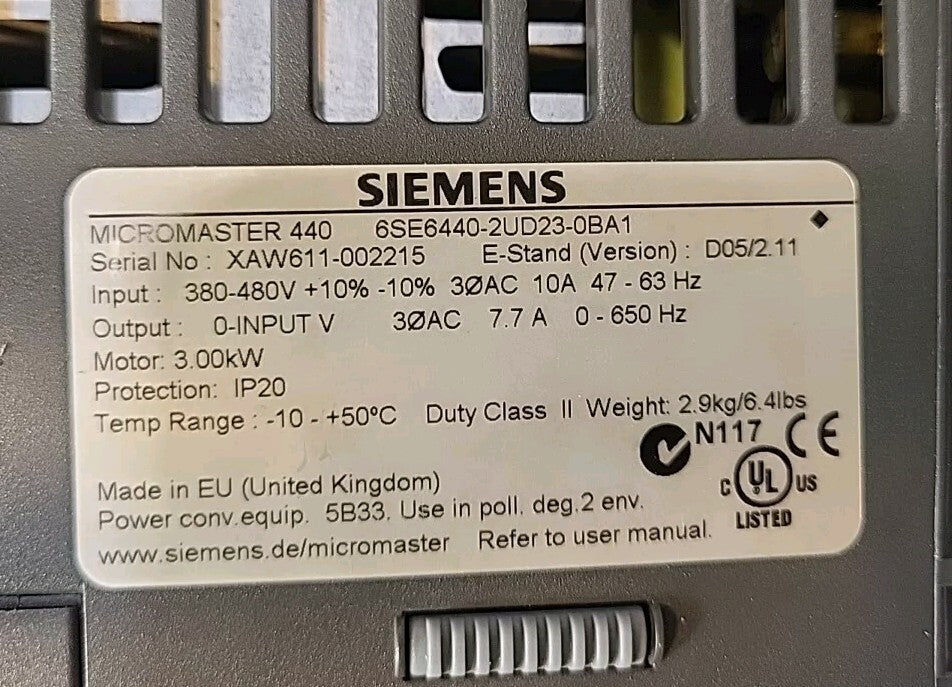 SIEMENS
MICROMASTER 440 6SE6440-2UD23-0BA1
Serial No : XAW611-002215 E-Stand (Version) : D05/2.11
Input : 380-480V +10% -10% 3ØAC 10A 47 - 63 Hz
Output : 0-INPUT V 3ØAC 7.7 A 0 - 650 Hz
Motor: 3.00kW
Protection: IP20
Temp Range : -10 - +50ºC Duty Class II Weight: 2.9kg/6.4lbs
N117 CE
C UL US
LISTED
Made in EU (United Kingdom)
Power conv.equip. 5B33. Use in poll. deg.2 env.
www.siemens.de/micromaster Refer to user manual.